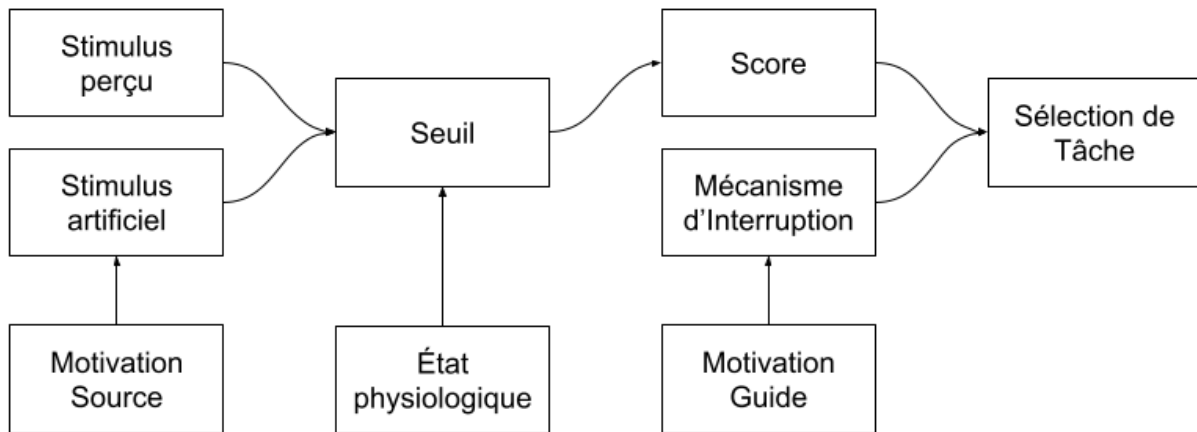 Stimulus
perçu
Stimulus
artificiel
Motivation
Source
Seuil
État
physiologique
Score
Mécanisme
d'Interruption
Motivation
Guide
Sélection de
Tâche